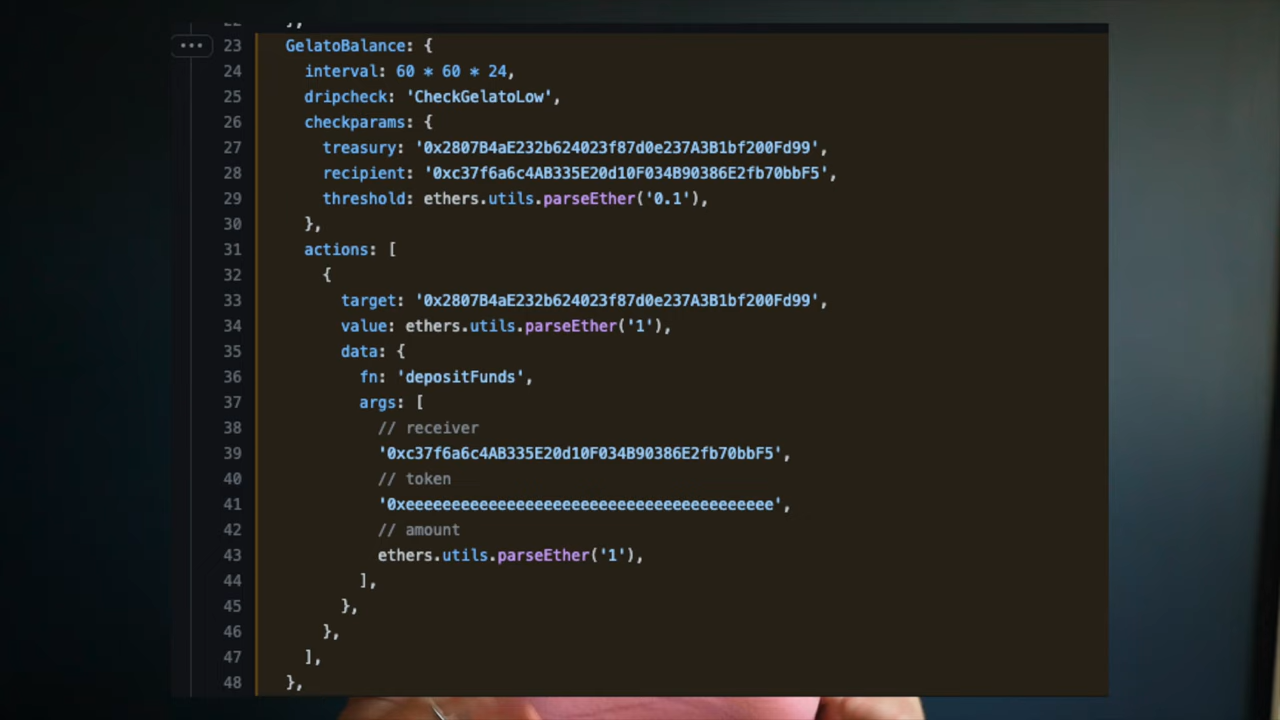 23 GelatoBalance: {
24 interval: 60 * 60 * 24,
25 dripcheck: 'CheckGelatoLow',
26 checkparams: {
27 treasury: '0x2807B4aE232b624023f87d0e237A3B1bf200Fd99',
28 recipient: '0xc37f6a6c4AB335E20d10F034B90386E2fb70bbF5',
29 threshold: ethers.utils.parseEther('0.1'),
30 },
31 actions: [
32 {
33 target: '0x2807B4aE232b624023f87d0e237A3B1bf200Fd99',
34 value: ethers.utils.parseEther('1'),
35 data: {
36 fn: 'depositFunds',
37 args: [
38 // receiver
39 '0xc37f6a6c4AB335E20d10F034B90386E2fb70bbF5',
40 // token
41 '0xeeeeeeeeeeeeeeeeeeeeeeeeeeeeeeeeeeeeeeee',
42 // amount
43 ethers.utils.parseEther('1'),
44 ],
45 },
46 },
47 ],
48 },